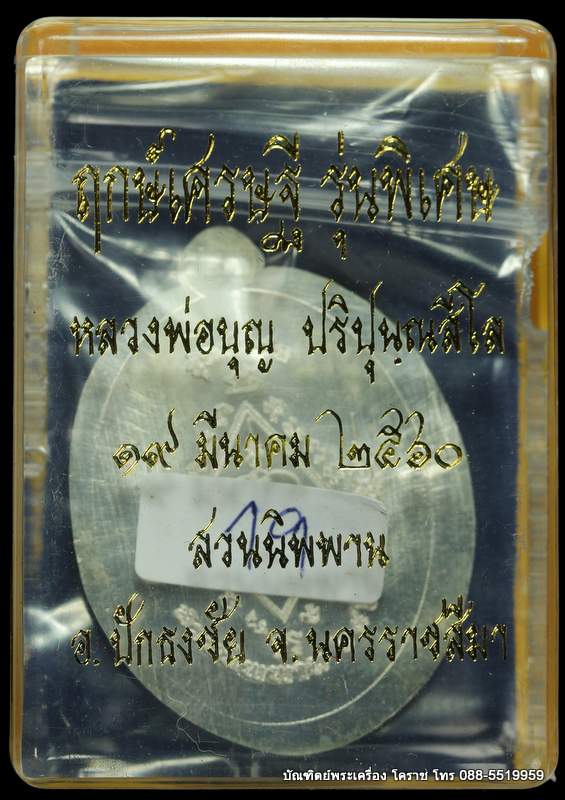 ฤกษ์เศรษฐี รุ่นพิเศษ
หลวงพ่อบุญ ปริปุนฺณสีโล
๑๙ มีนาคม ๒๕๖๐
สวนนิพพาน
อ.ปักธงชัย จ.นครราชสีมา
บัณฑิตย์พระเครื่อง โคราช โทร 088-5519959